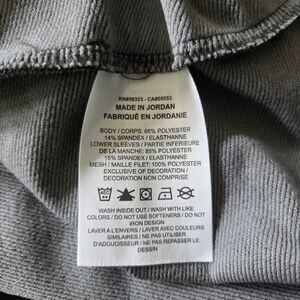 RN#56323 - CA#05553
MADE IN JORDAN
FABRIQUÉ EN JORDANIE
BODY / CORPS: 86% POLYESTER
14% SPANDEX / ELASTHANNE
LOWER SLEEVES / PARTIE INFERIEURE
DE LA MANCHE: 85% POLYESTER
15% SPANDEX / ELASTHANNE
MESH / MAILLE FILET: 100% POLYESTER
EXCLUSIVE OF DECORATION /
DECORATION NON COMPRISE
WASH INSIDE OUT / WASH WITH LIKE
COLORS / DO NOT USE SOFTENERS / DO NOT
IRON DESIGN
LAVER A L'ENVERS / LAVER AVEC COULEURS
SIMILAIRES / NE PAS UTILISER
D'ADOUCISSEUR / NE PAS REPASSER LE
DESSIN